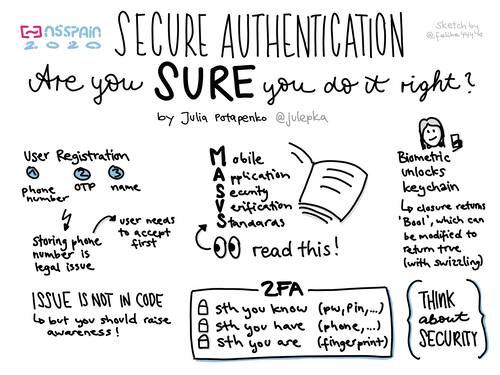 NSSPAIN
2020
SECURE AUTHENTICATION
Sketch by
Are you SURE you do it right?
by Julia Potapenko @julepka
User Registration
1 2 3
phone number
OTP
name
storing phone
number is
legal issue
user needs
to accept
first
ISSUE IS NOT IN CODE
↳ but you should raise
awareness!
Mobile
Application
Security
Verification
Standards
read this!
2FA
sth you know (pw, Pin,...)
sth you have (phone,...)
sth you are (fingerprint)
Biometric
unlocks
keychain
↳ closure returns
'Bool', which can
be modified to
return true
(with swizzling)
THINK
about
SECURITY